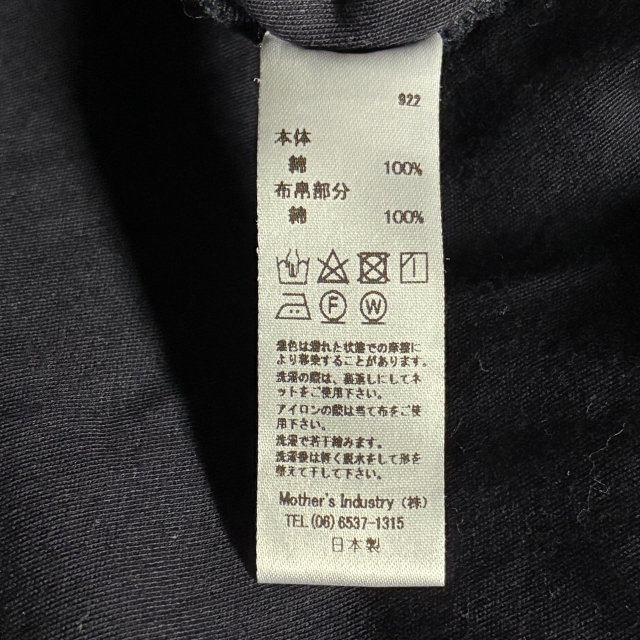 922
本体
綿 100%
布帛部分
綿 100%
F W
濃色は濡れた状態での摩擦に
より移染することがあります。
洗濯の際は、裏返しにしてネ
ットをご使用下さい。
アイロンの際は当て布をご使
用下さい。
洗濯で若干縮みます。
洗濯後は軽く脱水をして形を
整えて干して下さい。
Mother's Industry (株)
TEL(06)6537-1315
日本製